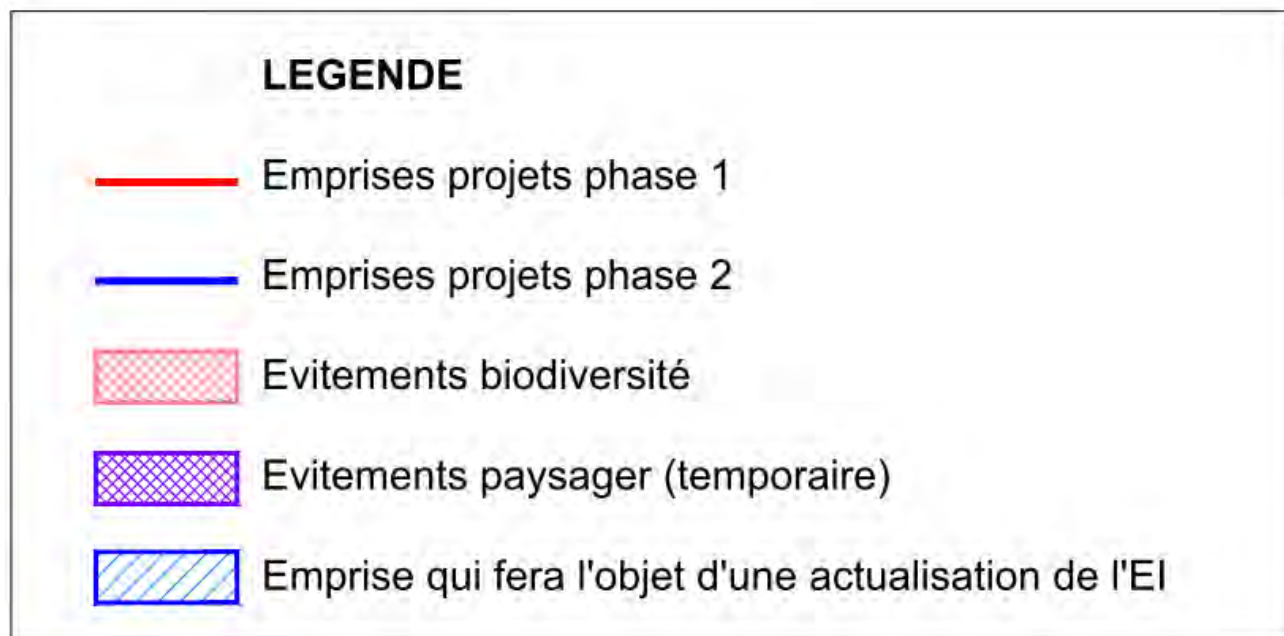 LEGENDE
Emprises projets phase 1
Emprises projets phase 2
Evitements biodiversité
Evitements paysager (temporaire)
Emprise qui fera l'objet d'une actualisation de l'EI